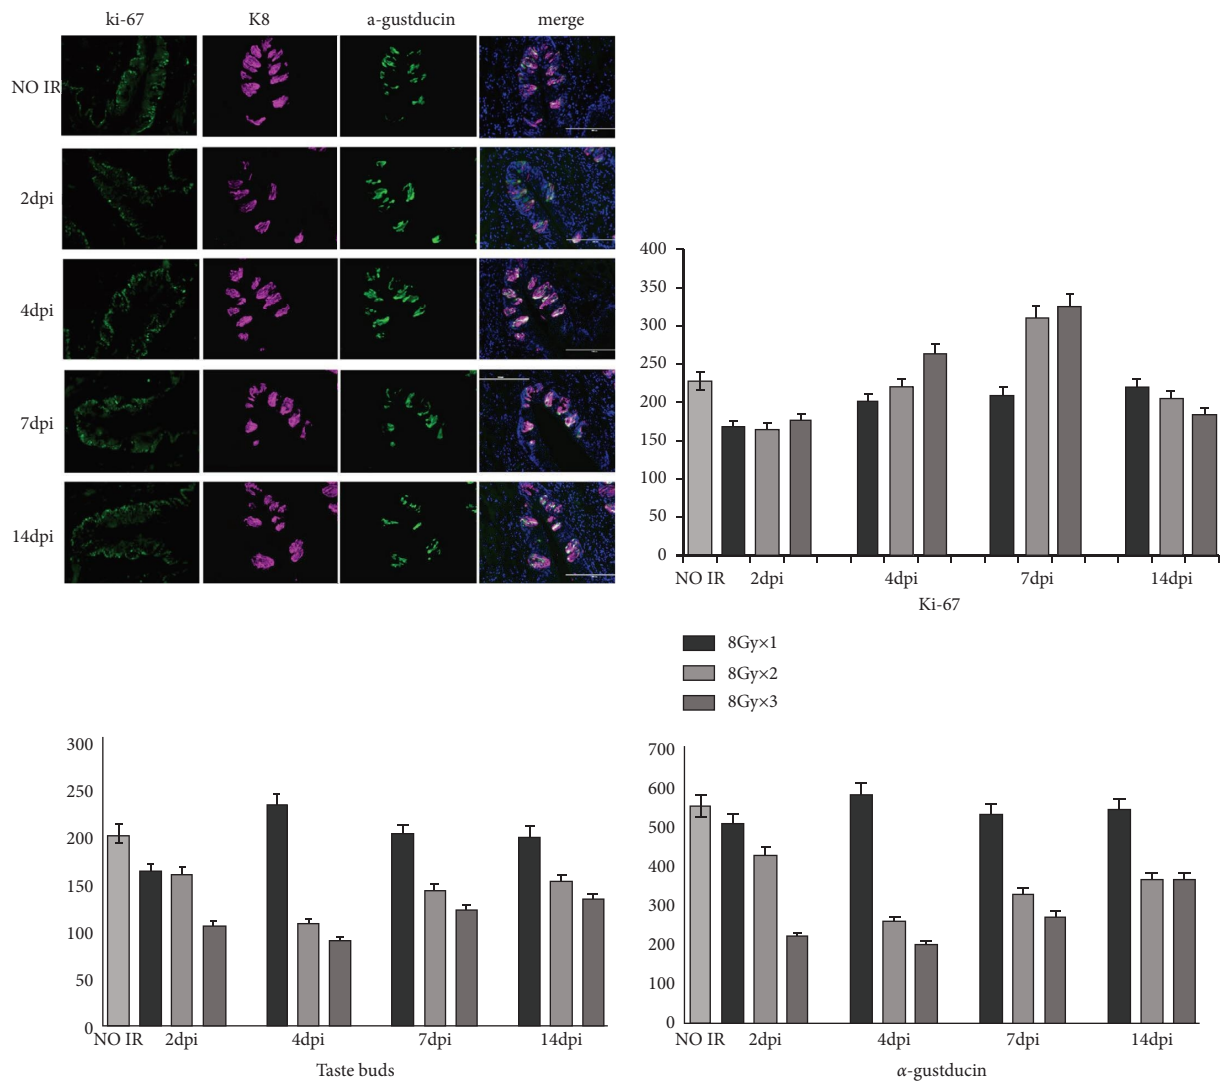 ki-67 K8 a-gustducin merge
NO IR
2dpi
4dpi
7dpi
14dpi
400
350
300
250
200
150
100
50
0
NO IR 2dpi 4dpi 7dpi 14dpi
Ki-67
8Gy×1
8Gy×2
8Gy×3
300
250
200
150
100
50
0
NO IR 2dpi 4dpi 7dpi 14dpi
Taste buds
700
600
500
400
300
200
100
0
NO IR 2dpi 4dpi 7dpi 14dpi
α-gustducin